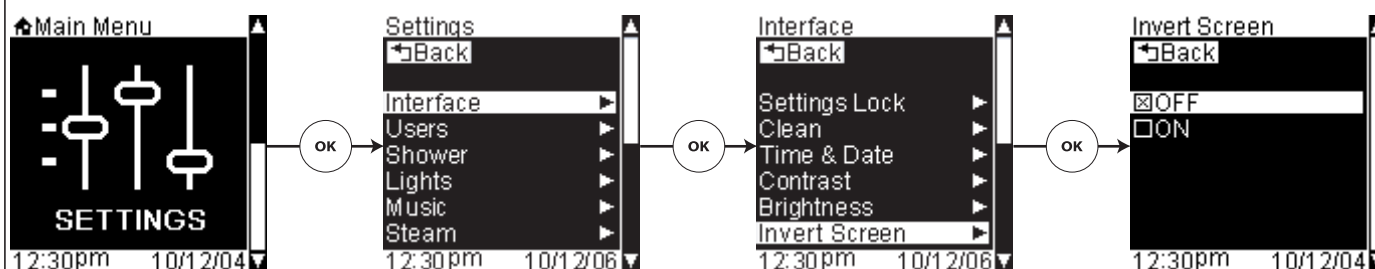 Main Menu
SETTINGS
12:30pm 10/12/04
OK
Settings
Back
Interface
Users
Shower
Lights
Music
Steam
12:30pm 10/12/06
OK
Interface
Back
Settings Lock
Clean
Time & Date
Contrast
Brightness
Invert Screen
12:30pm 10/12/06
OK
Invert Screen
Back
OFF
ON
12:30pm 10/12/04